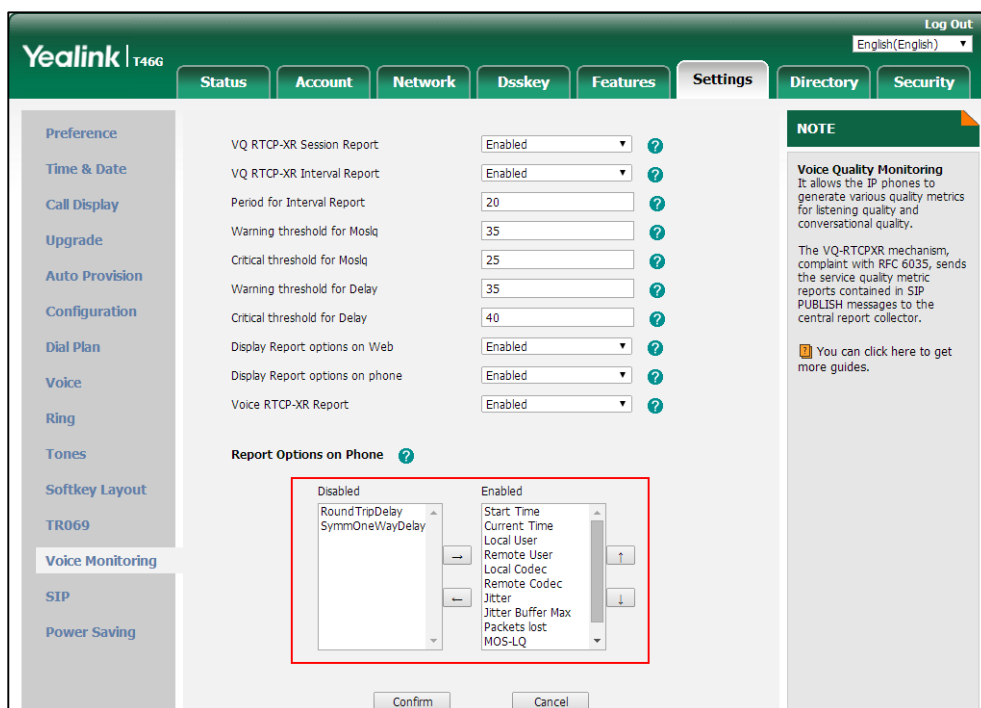 Log Out
Yealink T46G
English(English)
Status Account Network Dsskey Features Settings Directory Security
Preference
Time & Date
Call Display
Upgrade
Auto Provision
Configuration
Dial Plan
Voice
Ring
Tones
Softkey Layout
TR069
Voice Monitoring
SIP
Power Saving
VQ RTCP-XR Session Report Enabled ?
VQ RTCP-XR Interval Report Enabled ?
Period for Interval Report 20 ?
Warning threshold for Moslq 35 ?
Critical threshold for Moslq 25 ?
Warning threshold for Delay 35 ?
Critical threshold for Delay 40 ?
Display Report options on Web Enabled ?
Display Report options on phone Enabled ?
Voice RTCP-XR Report Enabled ?
Report Options on Phone ?
Disabled
RoundTripDelay
SymmOneWayDelay
→
←
Enabled
Start Time
Current Time
Local User
Remote User
Local Codec
Remote Codec
Jitter
Jitter Buffer Max
Packets lost
MOS-LQ
↑
↓
Confirm Cancel
NOTE
Voice Quality Monitoring
It allows the IP phones to
generate various quality metrics
for listening quality and
conversational quality.
The VQ-RTCPXR mechanism,
complaint with RFC 6035, sends
the service quality metric
reports contained in SIP
PUBLISH messages to the
central report collector.
? You can click here to get
more guides.